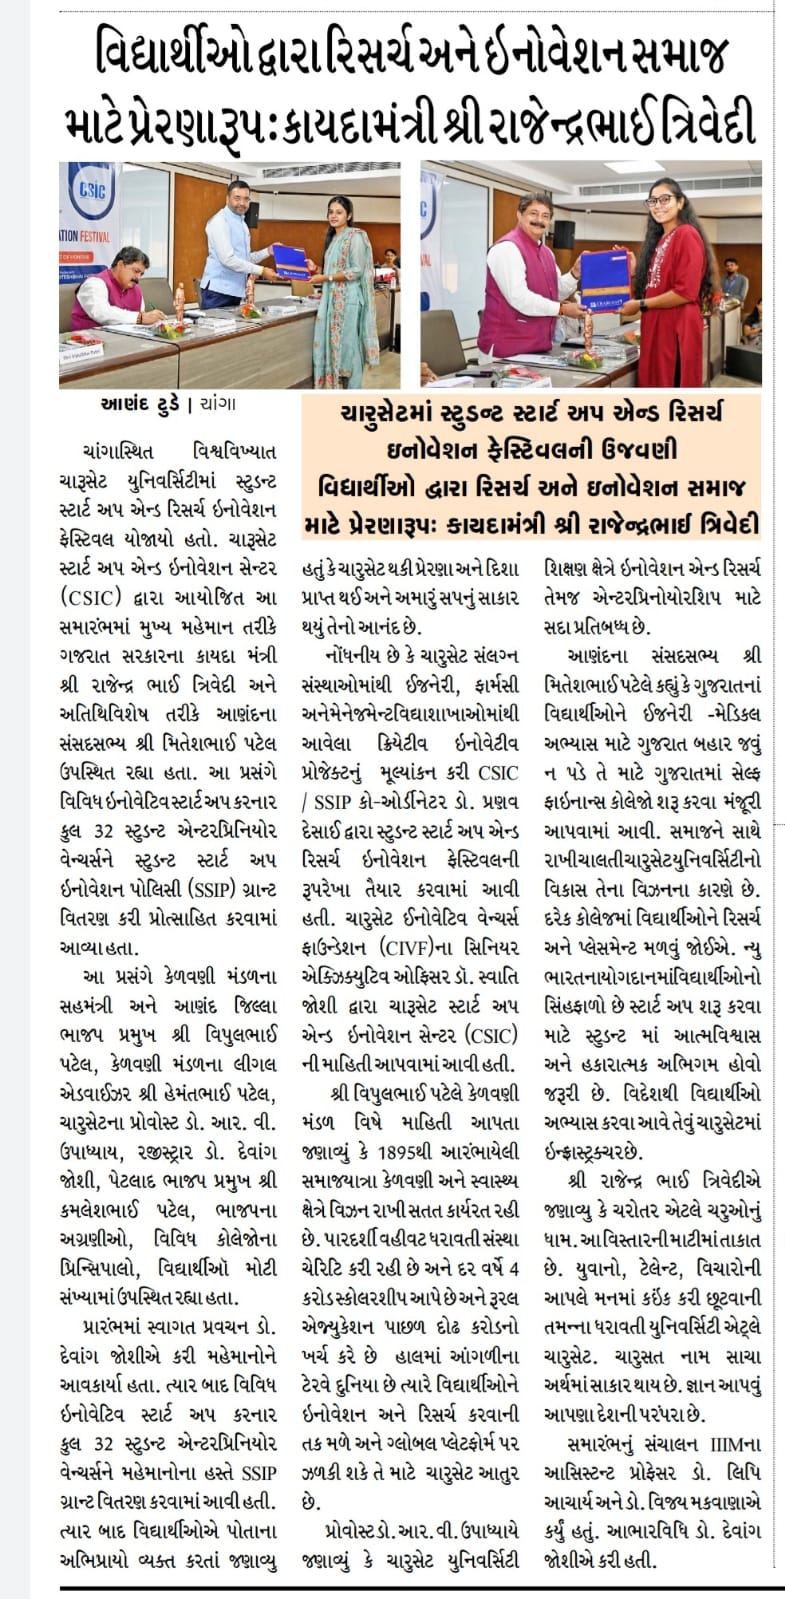 વિદ્યાર્થીઓ દ્વારા રિસર્ચ અને ઇનોવેશન સમાજ
માટે પ્રેરણારૂપ : કાયદામંત્રી શ્રી રાજેન્દ્રભાઈ ત્રિવેદી
CSIC
ATION FESTIVAL
આણંદ ટુડે | ચાંગા
ચાંગાસ્થિત વિશ્વવિખ્યાત
ચારૂસેટ યુનિવર્સિટીમાં સ્ટુડન્ટ
સ્ટાર્ટ અપ એન્ડ રિસર્ચ ઇનોવેશન
ફેસ્ટિવલ યોજાયો હતો. ચારૂસેટ
સ્ટાર્ટ અપ એન્ડ ઇનોવેશન સેન્ટર
(CSIC) દ્વારા આયોજિત આ
સમારંભમાં મુખ્ય મહેમાન તરીકે
ગજરાત સરકારના કાયદા મંત્રી
શ્રી રાજેન્દ્ર ભાઈ ત્રિવેદી અને
અતિથિવિશેષ તરીકે આણંદના
સંસદસભ્ય શ્રી મિતેશભાઈ પટેલ
ઉપસ્થિત રહ્યા હતા. આ પ્રસંગે
વિવિધ ઇનોવેટિવ સ્ટાર્ટ અપ કરનાર
કુલ 32 સ્ટુડન્ટ એન્ટરપ્રિનિયોર
વેન્ચર્સને સ્ટુડન્ટ સ્ટાર્ટ અપ
ઇનોવેશન પોલિસી (SSIP) ગ્રાન્ટ
વિતરણ કરી પ્રોત્સાહિત કરવામાં
આવ્યા હતા.
આ પ્રસંગે કેળવણી મંડળના
સહમંત્રી અને આણંદ જિલ્લા
ભાજપ પ્રમુખ શ્રી વિપુલભાઈ
પટેલ, કેળવણી મંડળના લીગલ
એડવાઈઝર શ્રી હેમંતભાઈ પટેલ,
ચારુસેટના પ્રોવોસ્ટ ડો. આર. વી.
ઉપાધ્યાય, રજીસ્ટ્રાર ડો. દેવાંગ
જોશી, પેટલાદ ભાજપ પ્રમુખ શ્રી
કમલેશભાઈ પટેલ, ભાજપના
અગ્રણીઓ, વિવિધ કોલેજોના
પ્રિન્સિપાલો, વિદ્યાર્થીઓ મોટી
સંખ્યામાં ઉપસ્થિત રહ્યા હતા.
પ્રારંભમાં સ્વાગત પ્રવચન ડો.
દેવાંગ જોશીએ કરી મહેમાનોને
આવકાર્યા હતા. ત્યાર બાદ વિવિધ
ઇનોવેટિવ સ્ટાર્ટ અપ કરનાર
કુલ 32 સ્ટુડન્ટ એન્ટરપ્રિનિયોર
વેન્ચર્સને મહેમાનોના હસ્તે SSIP
ગ્રાન્ટ વિતરણ કરવામાં આવી હતી.
ત્યાર બાદ વિદ્યાર્થીઓએ પોતાના
અભિપ્રાયો વ્યક્ત કરતાં જણાવ્યુ
ચારુસેટમાં સ્ટુડન્ટ સ્ટાર્ટ અપ એન્ડ રિસર્ચ
ઇનોવેશન ફેસ્ટિવલની ઉજવણી
વિદ્યાર્થીઓ દ્વારા રિસર્ચ અને ઇનોવેશન સમાજ
માટે પ્રેરણારૂપઃ કાયદામંત્રી શ્રી રાજેન્દ્રભાઈ ત્રિવેદી
હતું કે ચારુસેટ થકી પ્રેરણા અને દિશા
પ્રાપ્ત થઈ અને અમારું સપનું સાકાર
થયું તેનો આનંદ છે.
નોંધનીય છે કે ચારુસેટ સંલગ્ન
સંસ્થાઓમાંથી ઈજનેરી, ફાર્મસી
અને મેનેજમેન્ટ વિદ્યાશાખાઓમાંથી
આવેલા ક્રિયેટીવ ઇનોવેટીવ
પ્રોજેક્ટનું મૂલ્યાંકન કરી CSIC
/ SSIP કો-ઓર્ડીનેટર ડો. પ્રણવ
દેસાઈ દ્વારા સ્ટુડન્ટ સ્ટાર્ટ અપ એન્ડ
રિસર્ચ ઇનોવેશન ફેસ્ટિવલની
રૂપરેખા તૈયાર કરવામાં આવી
હતી. ચારુસેટ ઈનોવેટિવ વેન્ચર્સ
ફાઉન્ડેશન (CIVF)ના સિનિયર
એક્ઝિક્યુટિવ ઓફિસર ડૉ. સ્વાતિ
જોશી દ્વારા ચારૂસેટ સ્ટાર્ટ અપ
એન્ડ ઇનોવેશન સેન્ટર (CSIC)
ની માહિતી આપવામાં આવી હતી.
શ્રી વિપુલભાઈ પટેલે કેળવણી
મંડળ વિષે માહિતી આપતા
જણાવ્યું કે 1895થી આરંભાયેલી
સમાજયાત્રા કેળવણી અને સ્વાસ્થ્ય
ક્ષેત્રે વિઝન રાખી સતત કાર્યરત રહી
છે. પારદર્શી વહીવટ ધરાવતી સંસ્થા
ચેરિટિ કરી રહી છે અને દર વર્ષે 4
કરોડ સ્કોલરશીપ આપે છે અને રૂરલ
એજ્યુકેશન પાછળ દોઢ કરોડનો
ખર્ચ કરે છે હાલમાં આંગળીના
ટેરવે દુનિયા છે ત્યારે વિદ્યાર્થીઓને
ઇનોવેશન અને રિસર્ચ કરવાની
તક મળે અને ગ્લોબલ પ્લેટફોર્મ પર
ઝળકી શકે તે માટે ચારુસેટ આતુર
છે.
પ્રોવોસ્ટ ડો. આર. વી. ઉપાધ્યાયે
જણાવ્યું કે ચારુસેટ યુનિવર્સિટી
શિક્ષણ ક્ષેત્રે ઇનોવેશન એન્ડ રિસર્ચ
તેમજ એન્ટરપ્રિનોયોરશિપ માટે
સદા પ્રતિબધ્ધ છે.
આણંદના સંસદસભ્ય શ્રી
મિતેશભાઈ પટેલે કહ્યું કે ગુજરાતનાં
વિદ્યાર્થીઓને ઈજનેરી -મેડિકલ
અભ્યાસ માટે ગુજરાત બહાર જવું
ન પડે તે માટે ગુજરાતમાં સેલ્ફ
ફાઇનાન્સ કોલેજો શરૂ કરવા મંજૂરી
આપવામાં આવી. સમાજને સાથે
રાખી ચાલતી ચારુસેટ યુનિવર્સિટીનો
વિકાસ તેના વિઝનના કારણે છે.
દરેક કોલેજમાં વિદ્યાર્થીઓને રિસર્ચ
અને પ્લેસમેન્ટ મળવું જોઈએ. ન્યુ
ભારતના યોગદાનમાં વિદ્યાર્થીઓનો
સિંહફાળો છે સ્ટાર્ટ અપ શરૂ કરવા
માટે સ્ટુડન્ટ માં આત્મવિશ્વાસ
અને હકારાત્મક અભિગમ હોવો
જરૂરી છે. વિદેશથી વિદ્યાર્થીઓ
અભ્યાસ કરવા આવે તેવું ચારુસેટમાં
ઇન્ફ્રાસ્ટ્રક્ચર છે.
શ્રી રાજેન્દ્ર ભાઈ ત્રિવેદીએ
જણાવ્યુ કે ચરોતર એટલે ચરુઓનું
ધામ. આ વિસ્તારની માટીમાં તાકાત
છે. યુવાનો, ટેલેન્ટ, વિચારોની
આપલે મનમાં કઇંક કરી છૂટવાની
તમન્ના ધરાવતી યુનિવર્સિટી એટ્લે
ચારુસેટ. ચારુસત નામ સાચા
અર્થમાં સાકાર થાય છે. જ્ઞાન આપવું
આપણા દેશની પરંપરા છે.
સમારંભનું સંચાલન IIIMના
આસિસ્ટન્ટ પ્રોફેસર ડો. લિપિ
આચાર્ય અને ડો. વિજય મકવાણાએ
કર્યું હતું. આભારવિધિ ડો. દેવાંગ
જોશીએ કરી હતી.